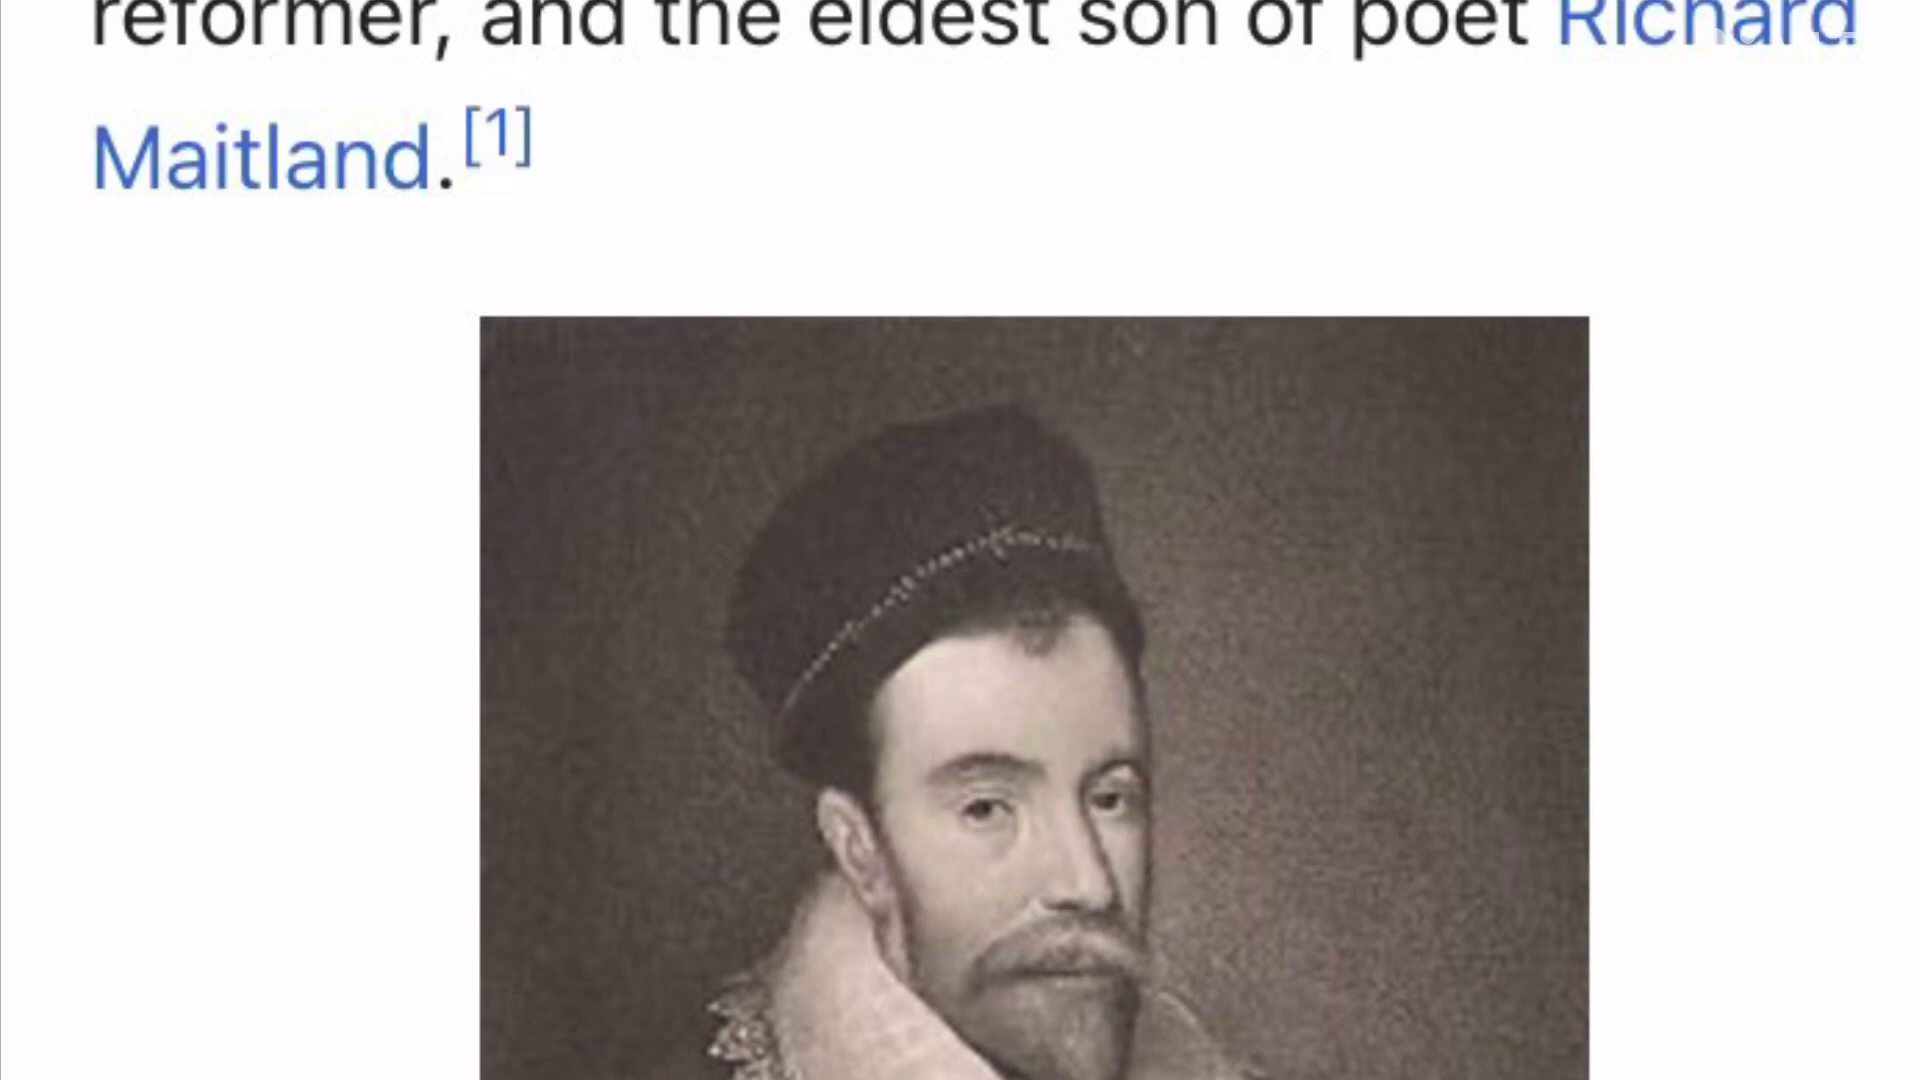 reformer, and the eldest son of poet Richard
Maitland.[1]